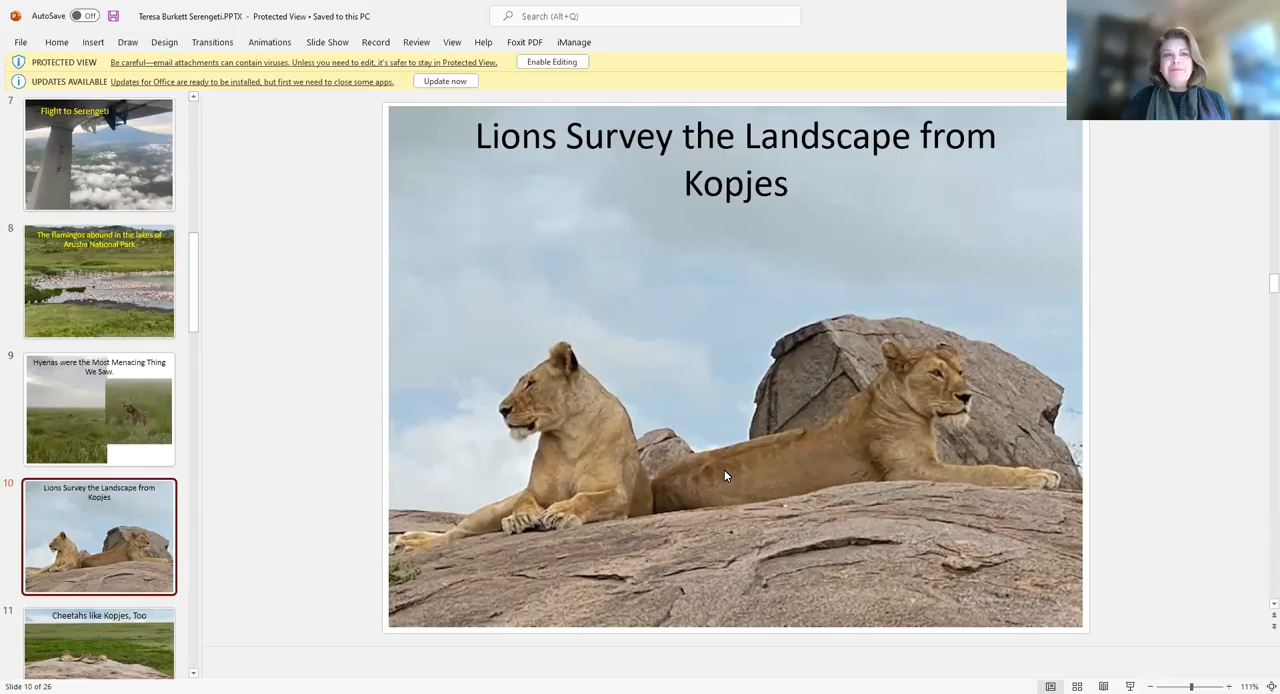 AutoSave Off
Teresa Burkett Serengeti.PPTX - Protected View • Saved to this PC
Search (Alt+Q)
File Home Insert Draw Design Transitions Animations Slide Show Record Review View Help Foxit PDF iManage
PROTECTED VIEW Be careful—email attachments can contain viruses. Unless you need to edit, it's safer to stay in Protected View. Enable Editing
UPDATES AVAILABLE Updates for Office are ready to be installed, but first we need to close some apps. Update now
7
Flight to Serengeti
8
The flamingos abound in the lakes of
Arusha National Park
9
Hyenas were the Most Menacing Thing
We Saw.
10
Lions Survey the Landscape from
Kopjes
11
Cheetahs like Kopjes, Too
Lions Survey the Landscape from
Kopjes
Slide 10 of 26
111%